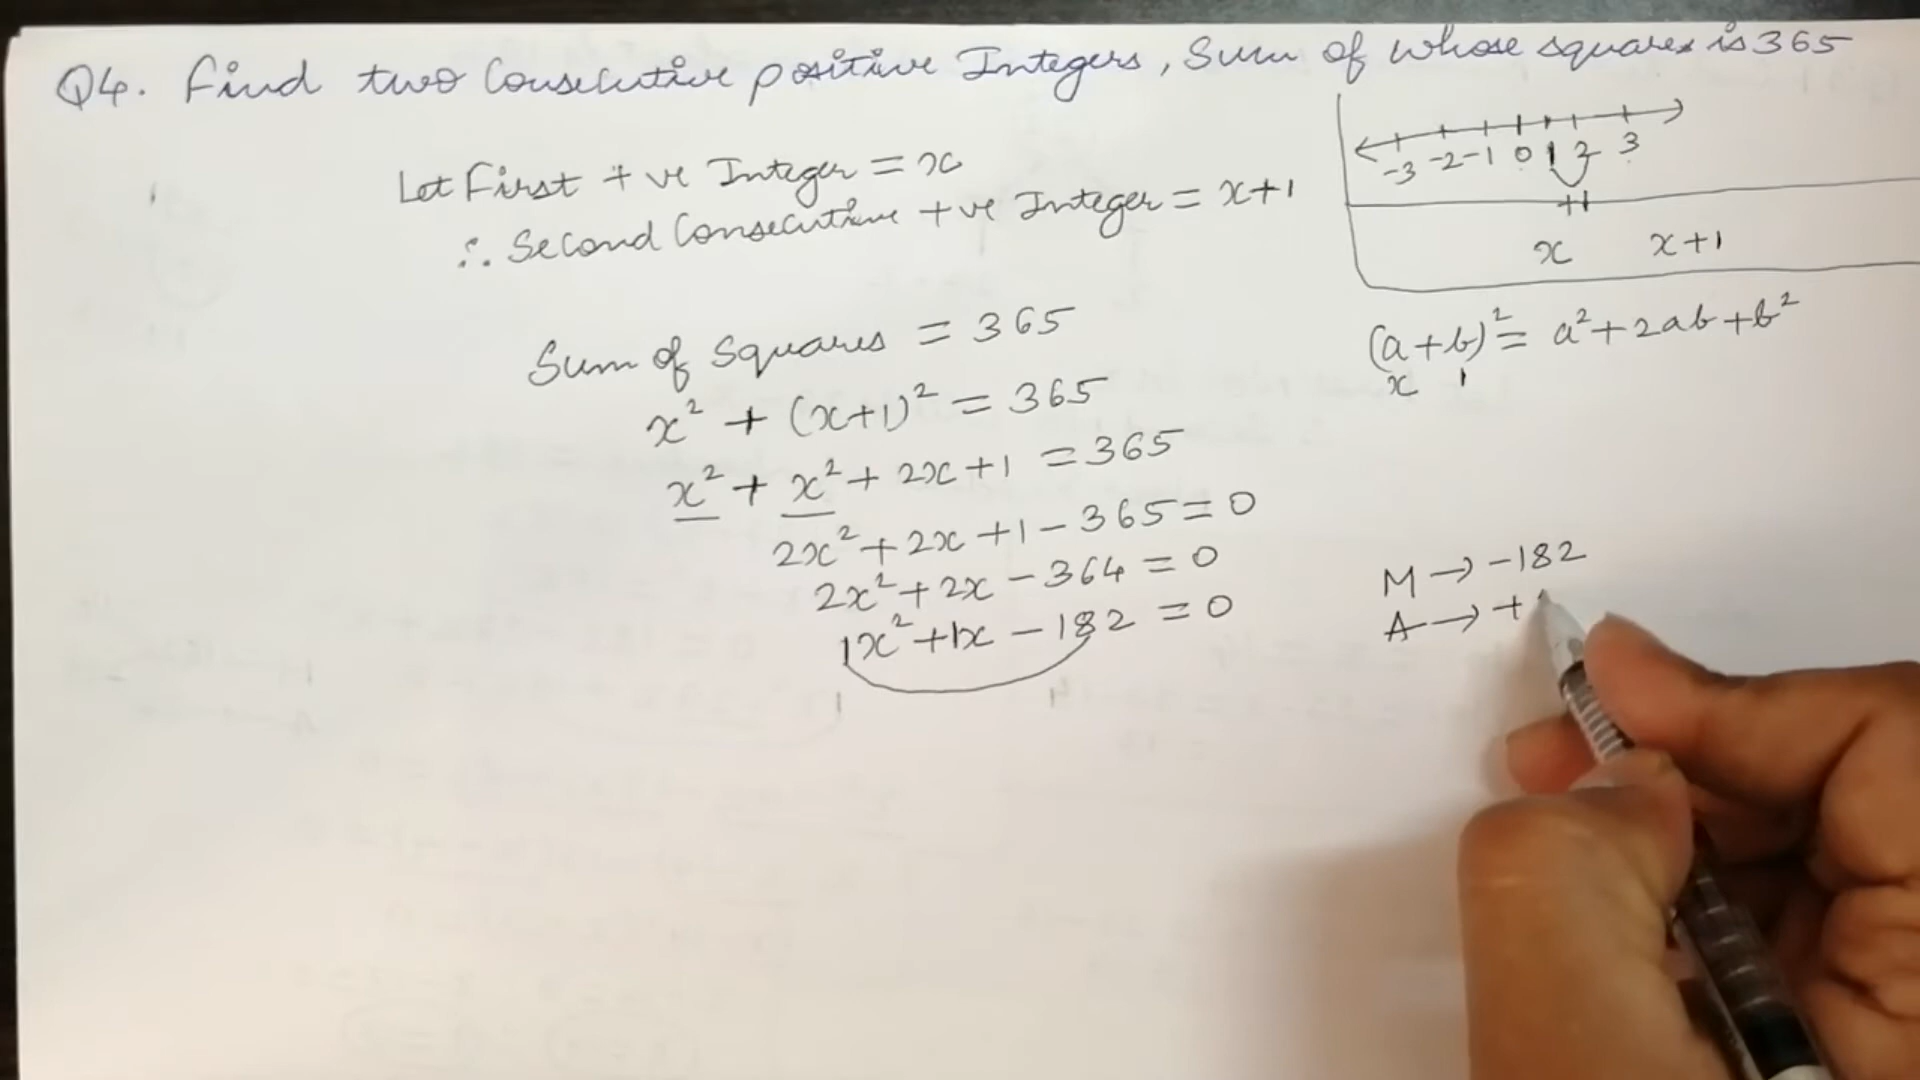 Q4. Find two Consecutive positive Integers, Sum of whose squares is 365
Let First +ve Integer = x
∴ Second Consecutive +ve Integer = x+1
Sum of Squares = 365
x² + (x+1)² = 365
x² + x² + 2x + 1 = 365
2x² + 2x + 1 - 365 = 0
2x² + 2x - 364 = 0
1x² + 1x - 182 = 0
-3 -2 -1 0 1 2 3
+1
x x+1
(a+b)² = a² + 2ab + b²
x 1
M → -182
A → +